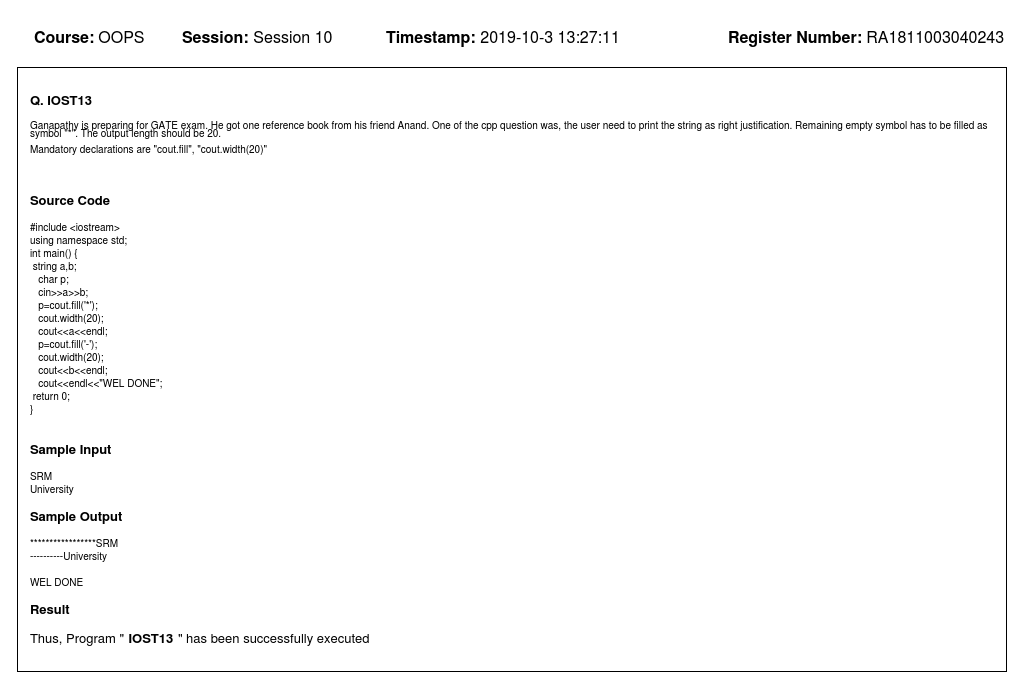 Course: OOPS Session: Session 10 Timestamp: 2019-10-3 13:27:11 Register Number: RA1811003040243
Q. IOST13
Ganapathy is preparing for GATE exam. He got one reference book from his friend Anand. One of the cpp question was, the user need to print the string as right justification. Remaining empty symbol has to be filled as
symbol "*". The output length should be 20.
Mandatory declarations are "cout.fill", "cout.width(20)"
Source Code
#include <iostream>
using namespace std;
int main() {
string a,b;
char p;
cin>>a>>b;
p=cout.fill('*');
cout.width(20);
cout<<a<<endl;
p=cout.fill('-');
cout.width(20);
cout<<b<<endl;
cout<<endl<<"WEL DONE";
return 0;
}
Sample Input
SRM
University
Sample Output
*****************SRM
----------University
WEL DONE
Result
Thus, Program " IOST13 " has been successfully executed